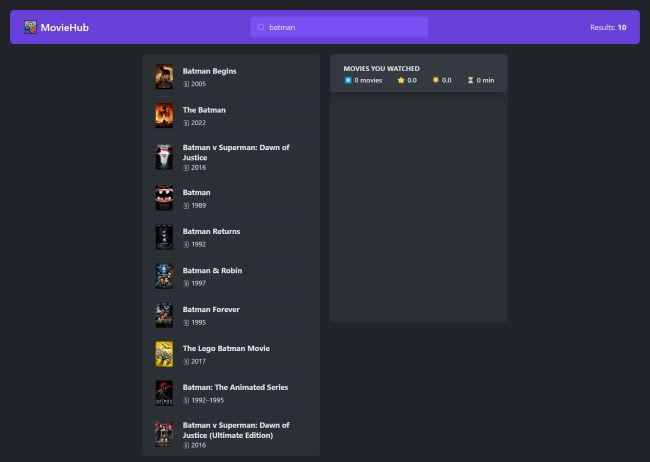 MovieHub
batman
Results: 10
Batman Begins
2005
The Batman
2022
Batman v Superman: Dawn of
Justice
2016
Batman
1989
Batman Returns
1992
Batman & Robin
1997
Batman Forever
1995
The Lego Batman Movie
2017
Batman: The Animated Series
1992–1995
Batman v Superman: Dawn of
Justice (Ultimate Edition)
2016
MOVIES YOU WATCHED
0 movies 0.0 0.0 0 min